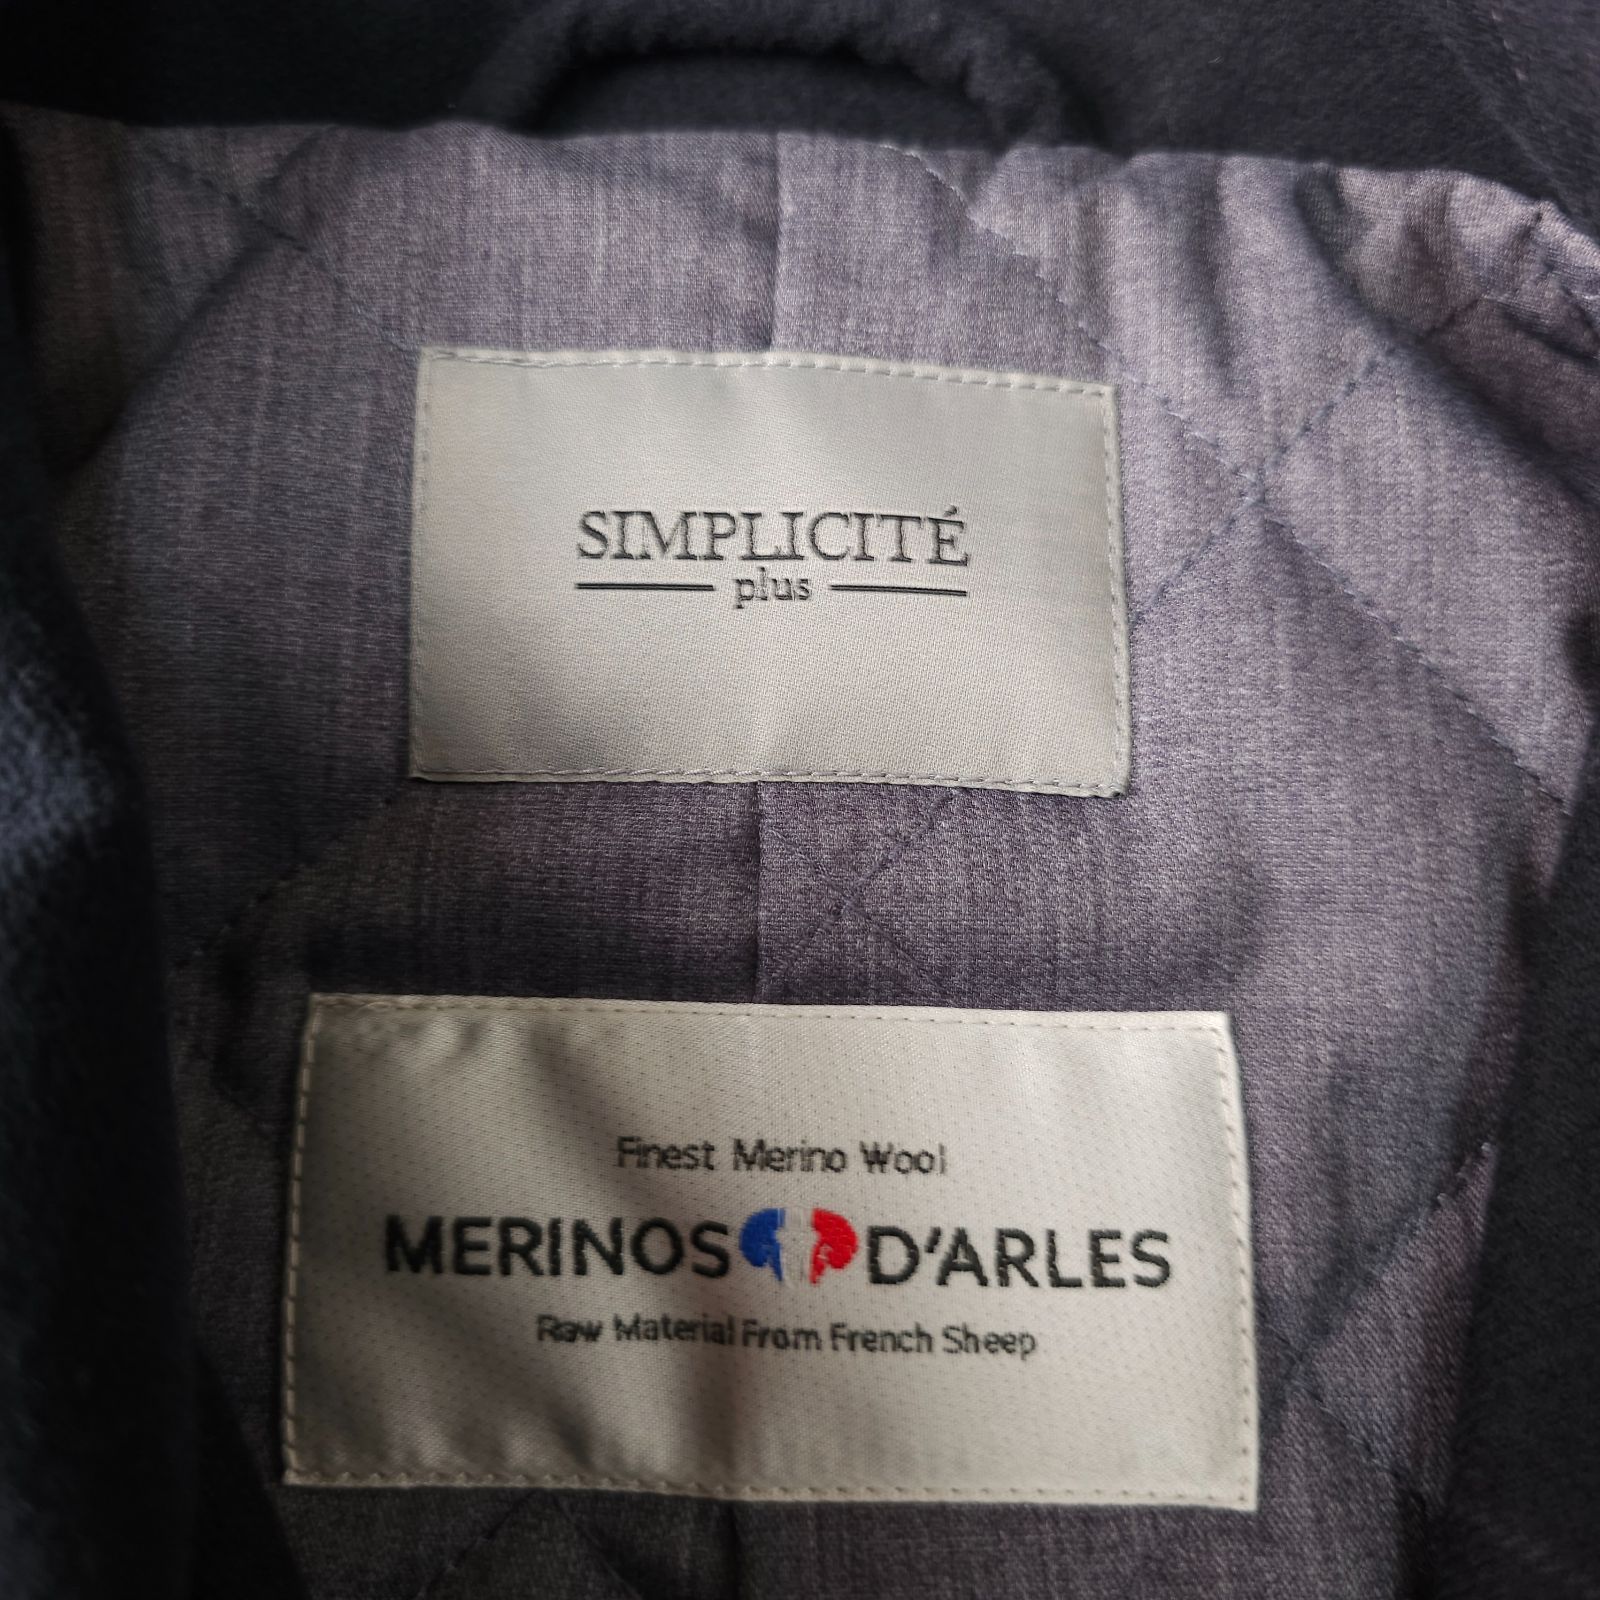 SIMPLICITÉ
plus
Finest Merino Wool
MERINOS D'ARLES
Raw Material From French Sheep